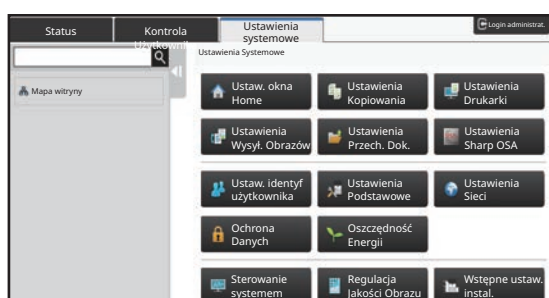 Status
Kontrola
Użytkowni
Ustawienia
systemowe
Login administrat.
Ustawienia Systemowe
Mapa witryny
Ustaw. okna
Home
Ustawienia
Kopiowania
Ustawienia
Drukarki
Ustawienia
Wysył. Obrazów
Ustawienia
Przech. Dok.
Ustawienia
Sharp OSA
Ustaw. identyf
użytkownika
Ustawienia
Podstawowe
Ustawienia
Sieci
Ochrona
Danych
Oszczędność
Energii
Sterowanie
systemem
Regulacja
Jakości Obrazu
Wstępne ustaw.
instal.